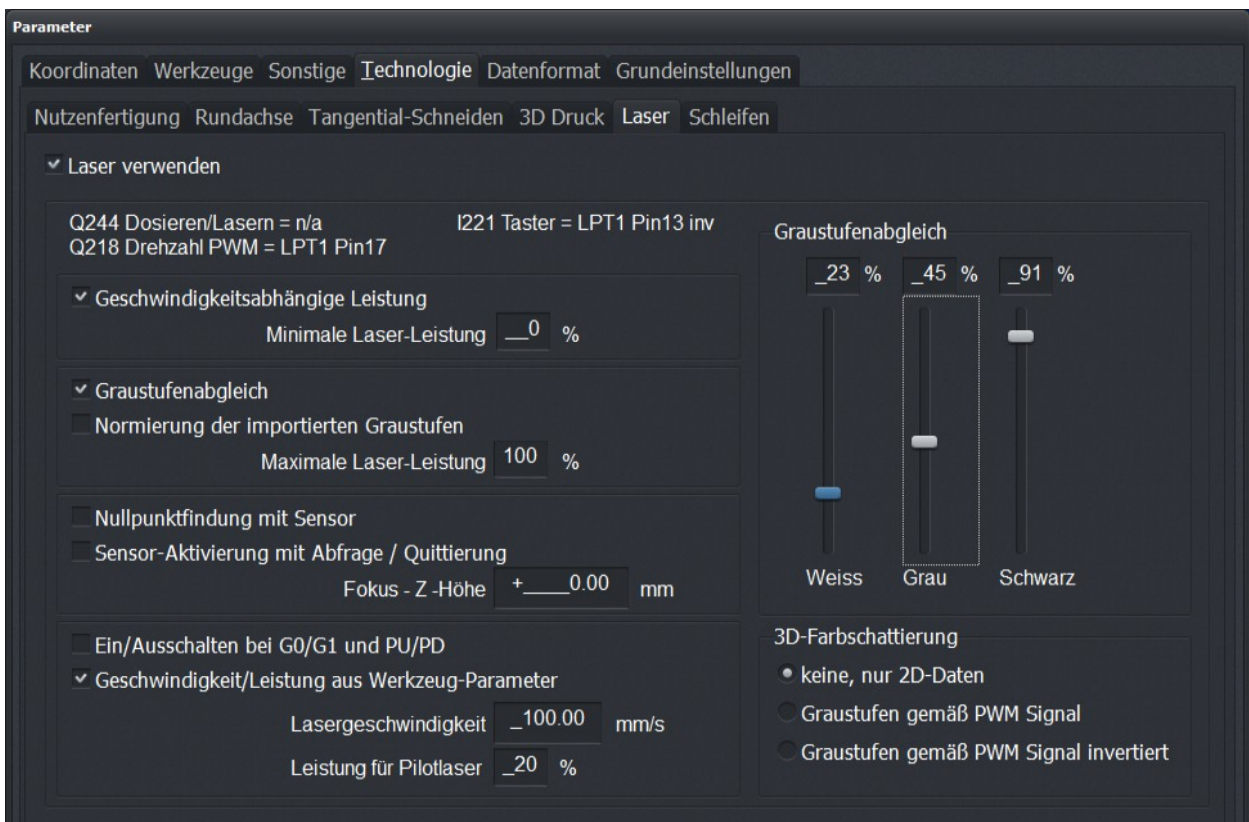 Parameter
Koordinaten Werkzeuge Sonstige Technologie Datenformat Grundeinstellungen
Nutzenfertigung Rundachse Tangential-Schneiden 3D Druck Laser Schleifen
Laser verwenden
Q244 Dosieren/Lasern = n/a I221 Taster = LPT1 Pin13 inv
Q218 Drehzahl PWM = LPT1 Pin17
Geschwindigkeitsabhängige Leistung
Minimale Laser-Leistung __0 %
Graustufenabgleich
Normierung der importierten Graustufen
Maximale Laser-Leistung 100 %
Nullpunktfindung mit Sensor
Sensor-Aktivierung mit Abfrage / Quittierung
Fokus - Z -Höhe +____0.00 mm
Ein/Ausschalten bei G0/G1 und PU/PD
Geschwindigkeit/Leistung aus Werkzeug-Parameter
Lasergeschwindigkeit _100.00 mm/s
Leistung für Pilotlaser _20 %
Graustufenabgleich
_23 % _45 % _91 %
Weiss Grau Schwarz
3D-Farbschattierung
keine, nur 2D-Daten
Graustufen gemäß PWM Signal
Graustufen gemäß PWM Signal invertiert